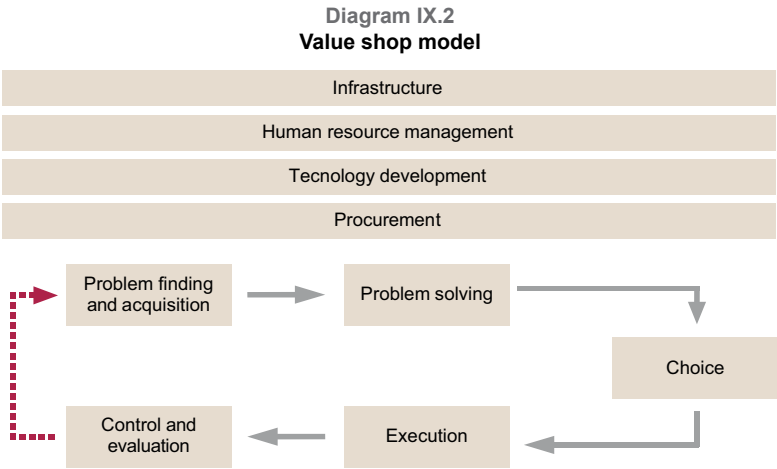 Diagram IX.2
Value shop model
Infrastructure
Human resource management
Tecnology development
Procurement
Problem finding
and acquisition
Problem solving
Choice
Control and
evaluation
Execution